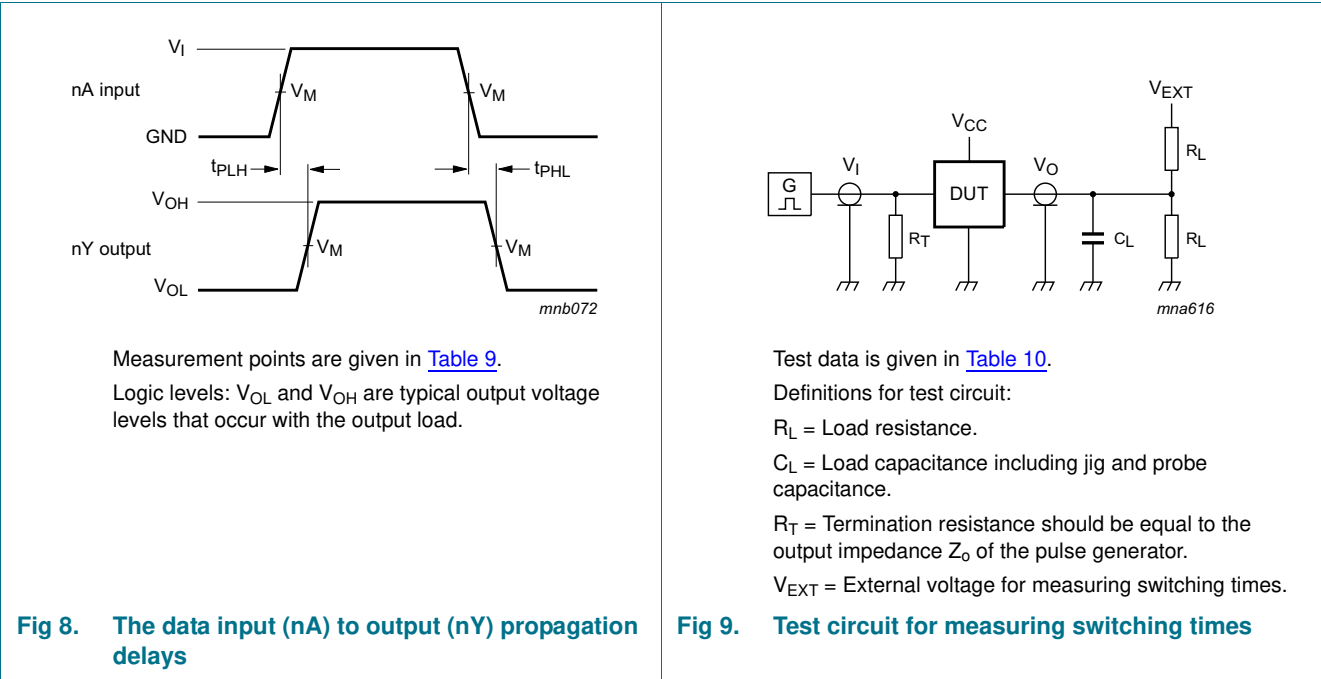 V_I
nA input
V_M
V_M
GND
t_PLH
t_PHL
V_OH
nY output
V_M
V_M
V_OL
mnb072
Measurement points are given in Table 9.
Logic levels: V_OL and V_OH are typical output voltage
levels that occur with the output load.
Fig 8. The data input (nA) to output (nY) propagation
delays
V_EXT
V_CC
R_L
V_I
V_O
G
DUT
R_T
C_L
R_L
mna616
Test data is given in Table 10.
Definitions for test circuit:
R_L = Load resistance.
C_L = Load capacitance including jig and probe
capacitance.
R_T = Termination resistance should be equal to the
output impedance Z_o of the pulse generator.
V_EXT = External voltage for measuring switching times.
Fig 9. Test circuit for measuring switching times